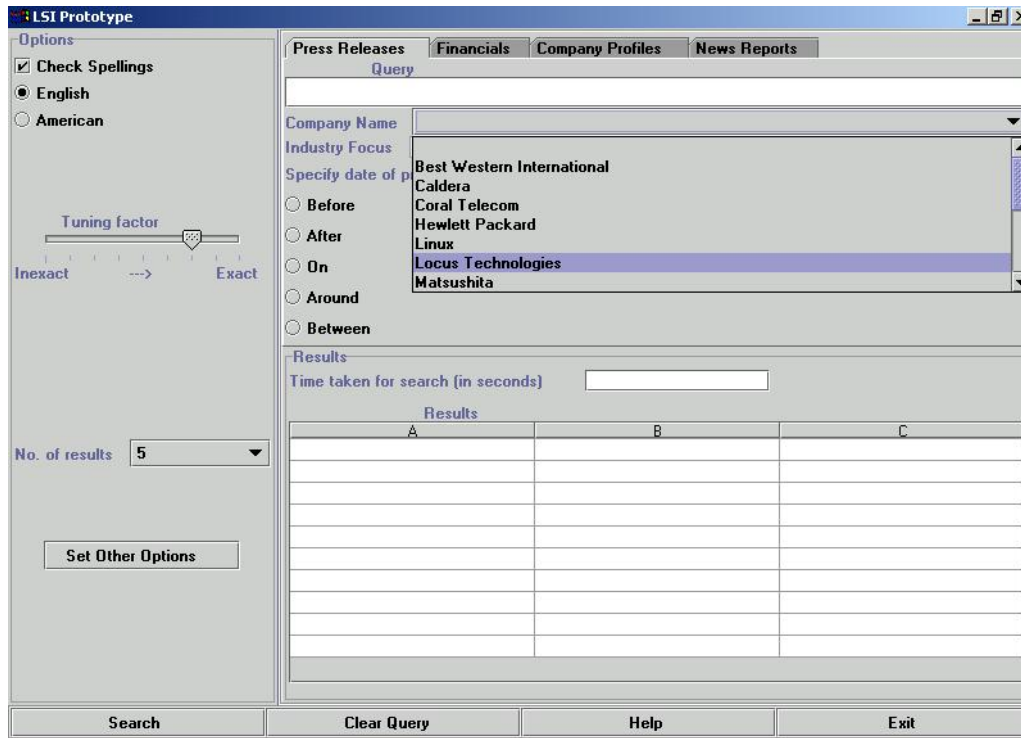 LSI Prototype
Options
Check Spellings
English
American
Tuning factor
Inexact ---> Exact
No. of results 5
Set Other Options
Press Releases Financials Company Profiles News Reports
Query
Company Name
Industry Focus
Specify date of p
Best Western International
Caldera
Coral Telecom
Hewlett Packard
Linux
Locus Technologies
Matsushita
Before
After
On
Around
Between
Results
Time taken for search (in seconds)
Results
A B C
Search Clear Query Help Exit